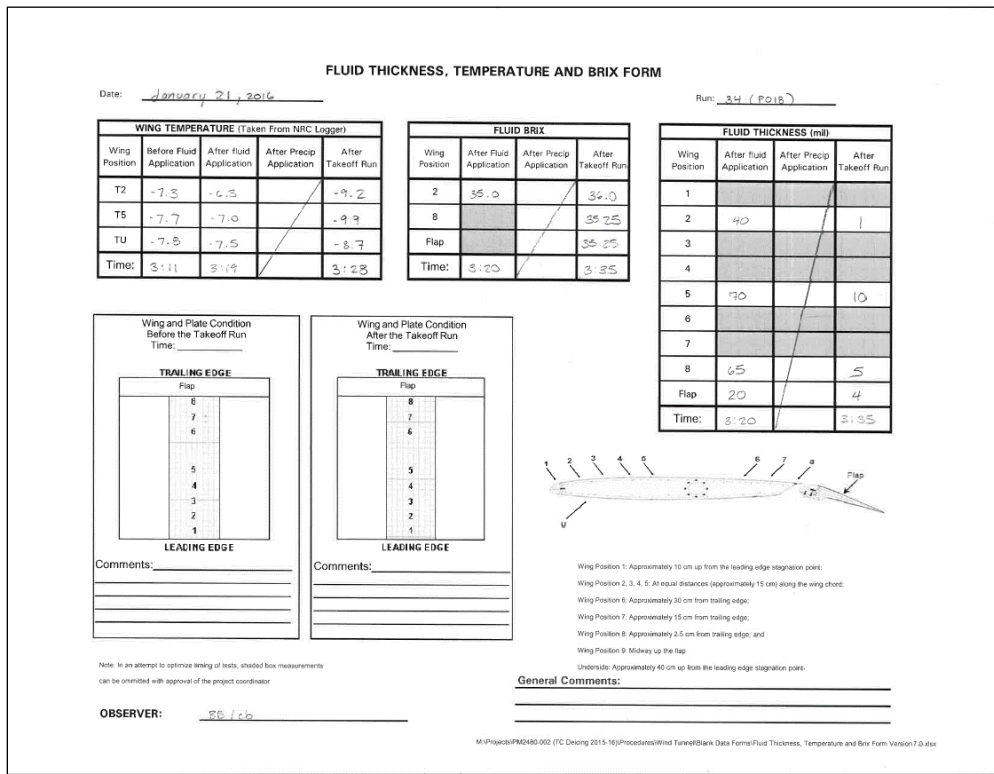 FLUID THICKNESS, TEMPERATURE AND BRIX FORM
Date: January 21, 2016 Run: 34 (P018)
WING TEMPERATURE (Taken From NRC Logger)
Wing Position Before Fluid Application After fluid Application After Precip Application After Takeoff Run
T2 -7.3 -6.5 -9.2
T5 -7.7 -7.0 -9.9
TU -7.8 -7.5 -8.7
Time: 3:11 3:19 3:28
FLUID BRIX
Wing Position After Fluid Application After Precip Application After Takeoff Run
2 35.0 36.0
8 35.25
Flap 35.25
Time: 3:20 3:35
FLUID THICKNESS (mil)
Wing Position After fluid Application After Precip Application After Takeoff Run
1
2 40 1
3
4
5 70 10
6
7
8 65 5
Flap 20 4
Time: 3:20 3:35
Wing and Plate Condition
Before the Takeoff Run
Time:
TRAILING EDGE
Flap
8
7
6
5
4
3
2
1
LEADING EDGE
Comments:
Wing and Plate Condition
After the Takeoff Run
Time:
TRAILING EDGE
Flap
8
7
6
5
4
3
2
1
LEADING EDGE
Comments:
1 2 3 4 5 6 7 8 Flap
U
Wing Position 1: Approximately 10 cm up from the leading edge stagnation point;
Wing Position 2, 3, 4, 5: At equal distances (approximately 15 cm) along the wing chord;
Wing Position 6: Approximately 30 cm from trailing edge;
Wing Position 7: Approximately 15 cm from trailing edge;
Wing Position 8: Approximately 2-5 cm from trailing edge; and
Wing Position 9: Midway up the flap
Underside: Approximately 40 cm up from the leading edge stagnation point.
Note: In an attempt to optimize timing of tests, shaded box measurements
can be ommitted with approval of the project coordinator
General Comments:
OBSERVER: BB/cb
M:\Projects\PM2480-002 (TC Deicing 2015-16)\Procedures\Wind Tunnel\Blank Data Forms\Fluid Thickness, Temperature and Brix Form Version 7.0.xlsx